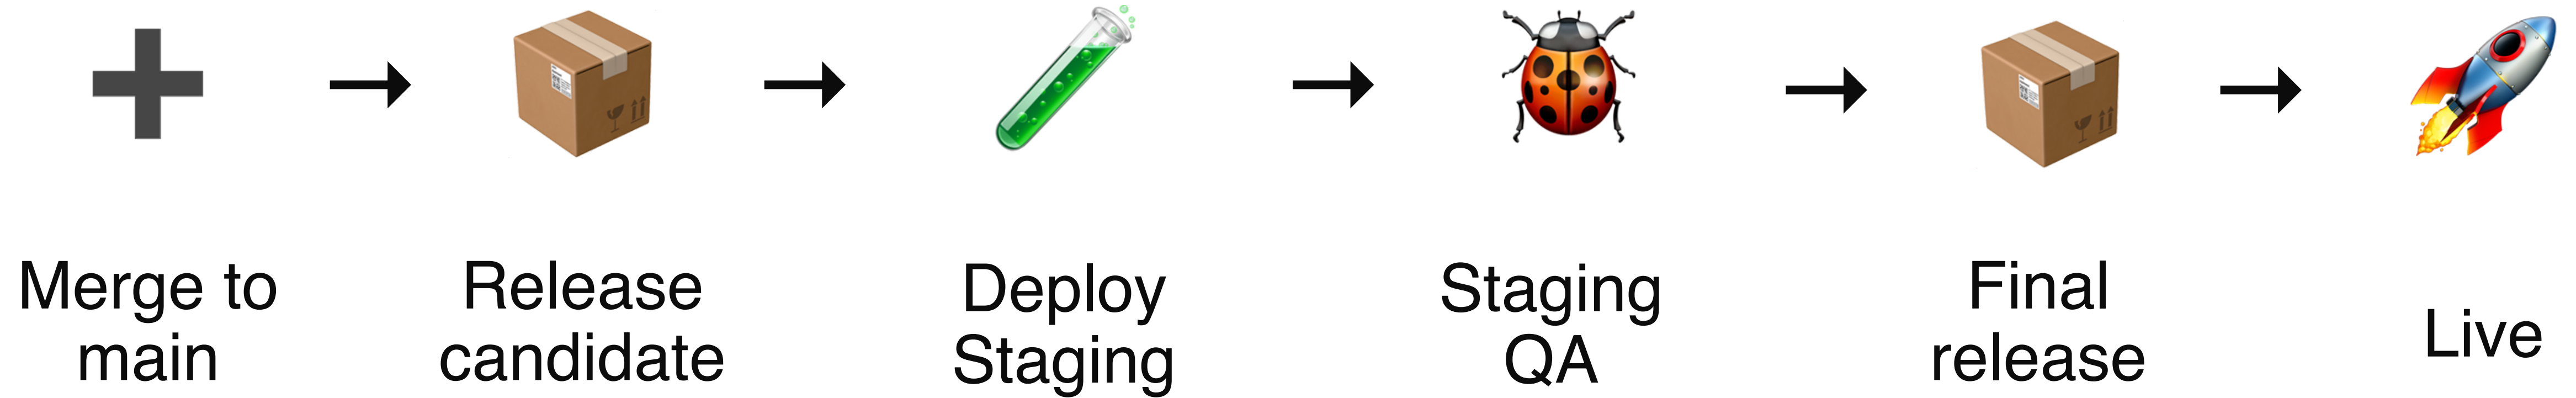 Merge to
main
Release
candidate
Deploy
Staging
Staging
QA
Final
release
Live